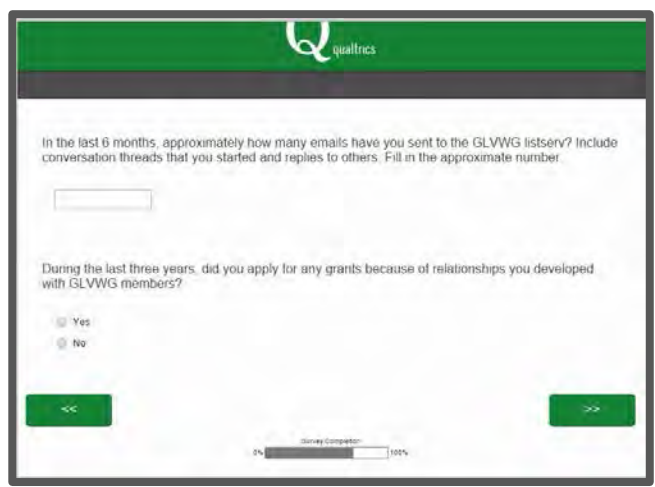 Q qualtrics
In the last 6 months, approximately how many emails have you sent to the GLVWG listserv? Include
conversation threads that you started and replies to others. Fill in the approximate number.
During the last three years, did you apply for any grants because of relationships you developed
with GLVWG members?
Yes
No
<< >>
Survey Completion
0% 100%